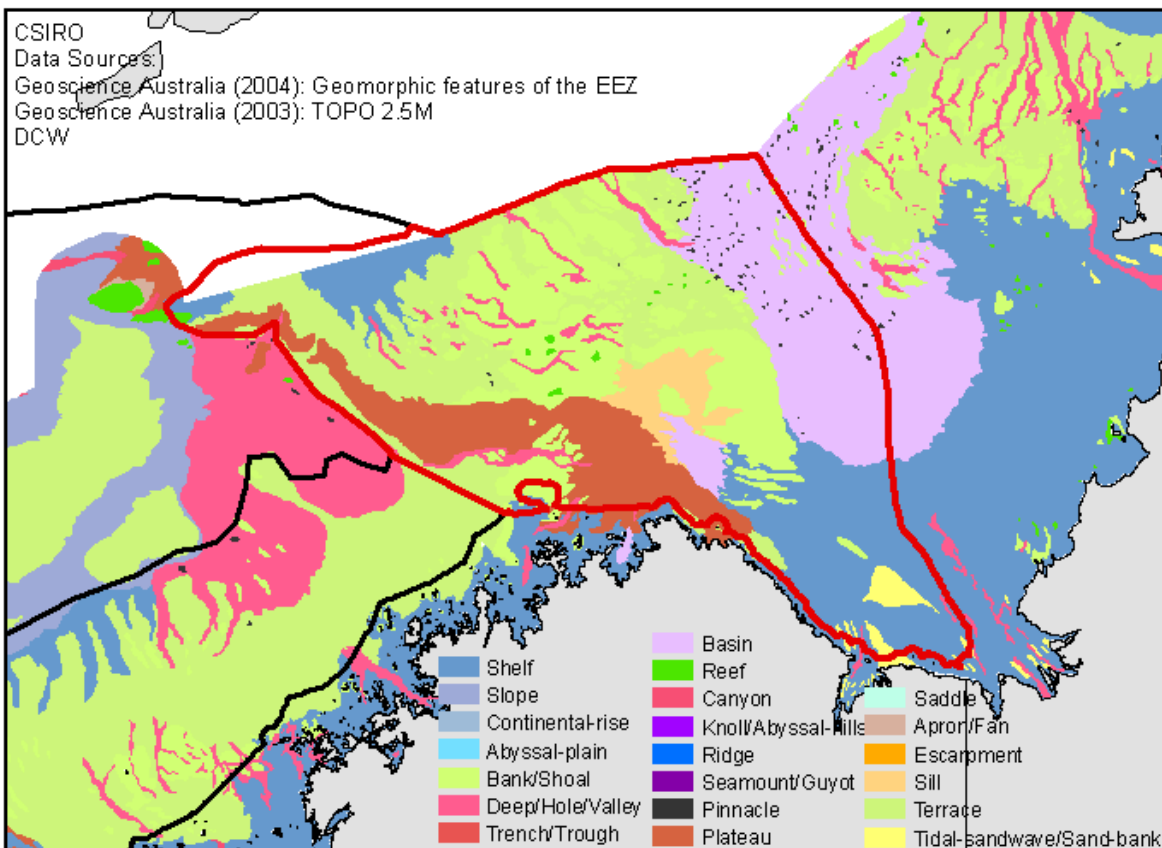 CSIRO
Data Sources:
Geoscience Australia (2004): Geomorphic features of the EEZ
Geoscience Australia (2003): TOPO 2.5M
DCW
Shelf
Slope
Continental-rise
Abyssal-plain
Bank/Shoal
Deep/Hole/Valley
Trench/Trough
Basin
Reef
Canyon
Knoll/Abyssal-Hills
Ridge
Seamount/Guyot
Pinnacle
Plateau
Saddle
Apron/Fan
Escarpment
Sill
Terrace
Tidal-sandwave/Sand-bank